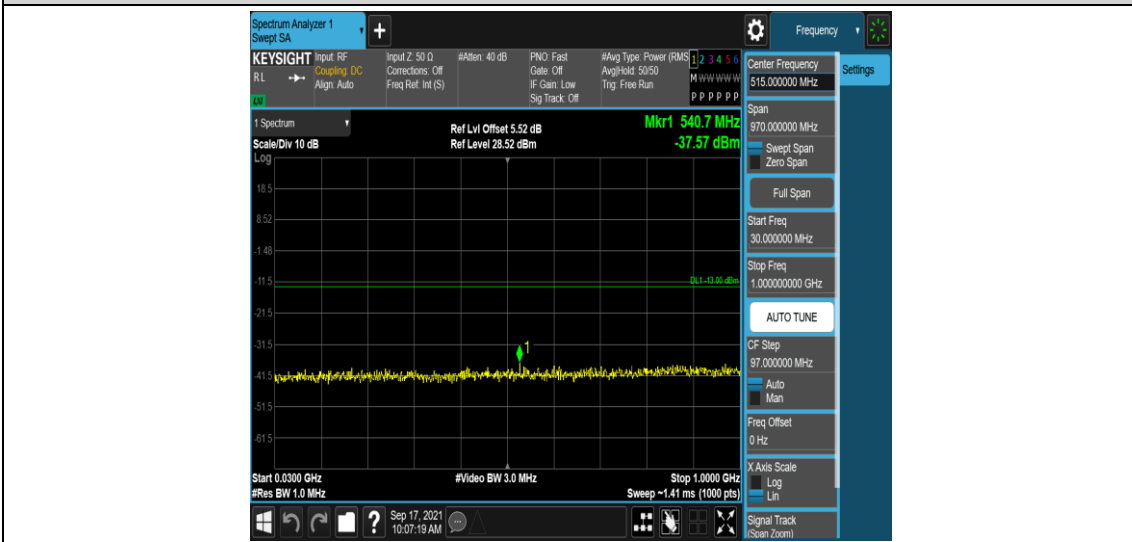 Spectrum Analyzer 1
Swept SA
+
Frequency
KEYSIGHT
RL
LXI
Input: RF
Coupling: DC
Align: Auto
Input Z: 50 Ω
Corrections: Off
Freq Ref: Int (S)
#Atten: 40 dB
PNO: Fast
Gate: Off
IF Gain: Low
Sig Track: Off
#Avg Type: Power (RMS
Avg|Hold: 50/50
Trig: Free Run
1 2 3 4 5 6
M W W W W W
P P P P P P
1 Spectrum
Scale/Div 10 dB
Log
Ref Lvl Offset 5.52 dB
Ref Level 28.52 dBm
Mkr1 540.7 MHz
-37.57 dBm
18.5
8.52
-1.48
-11.5
DL1 -13.00 dBm
-21.5
-31.5
1
-41.5
-51.5
-61.5
Start 0.0300 GHz
#Res BW 1.0 MHz
#Video BW 3.0 MHz
Stop 1.0000 GHz
Sweep ~1.41 ms (1000 pts)
Center Frequency
515.000000 MHz
Settings
Span
970.000000 MHz
Swept Span
Zero Span
Full Span
Start Freq
30.000000 MHz
Stop Freq
1.000000000 GHz
AUTO TUNE
CF Step
97.000000 MHz
Auto
Man
Freq Offset
0 Hz
X Axis Scale
Log
Lin
Signal Track
(Span Zoom)
?
Sep 17, 2021
10:07:19 AM